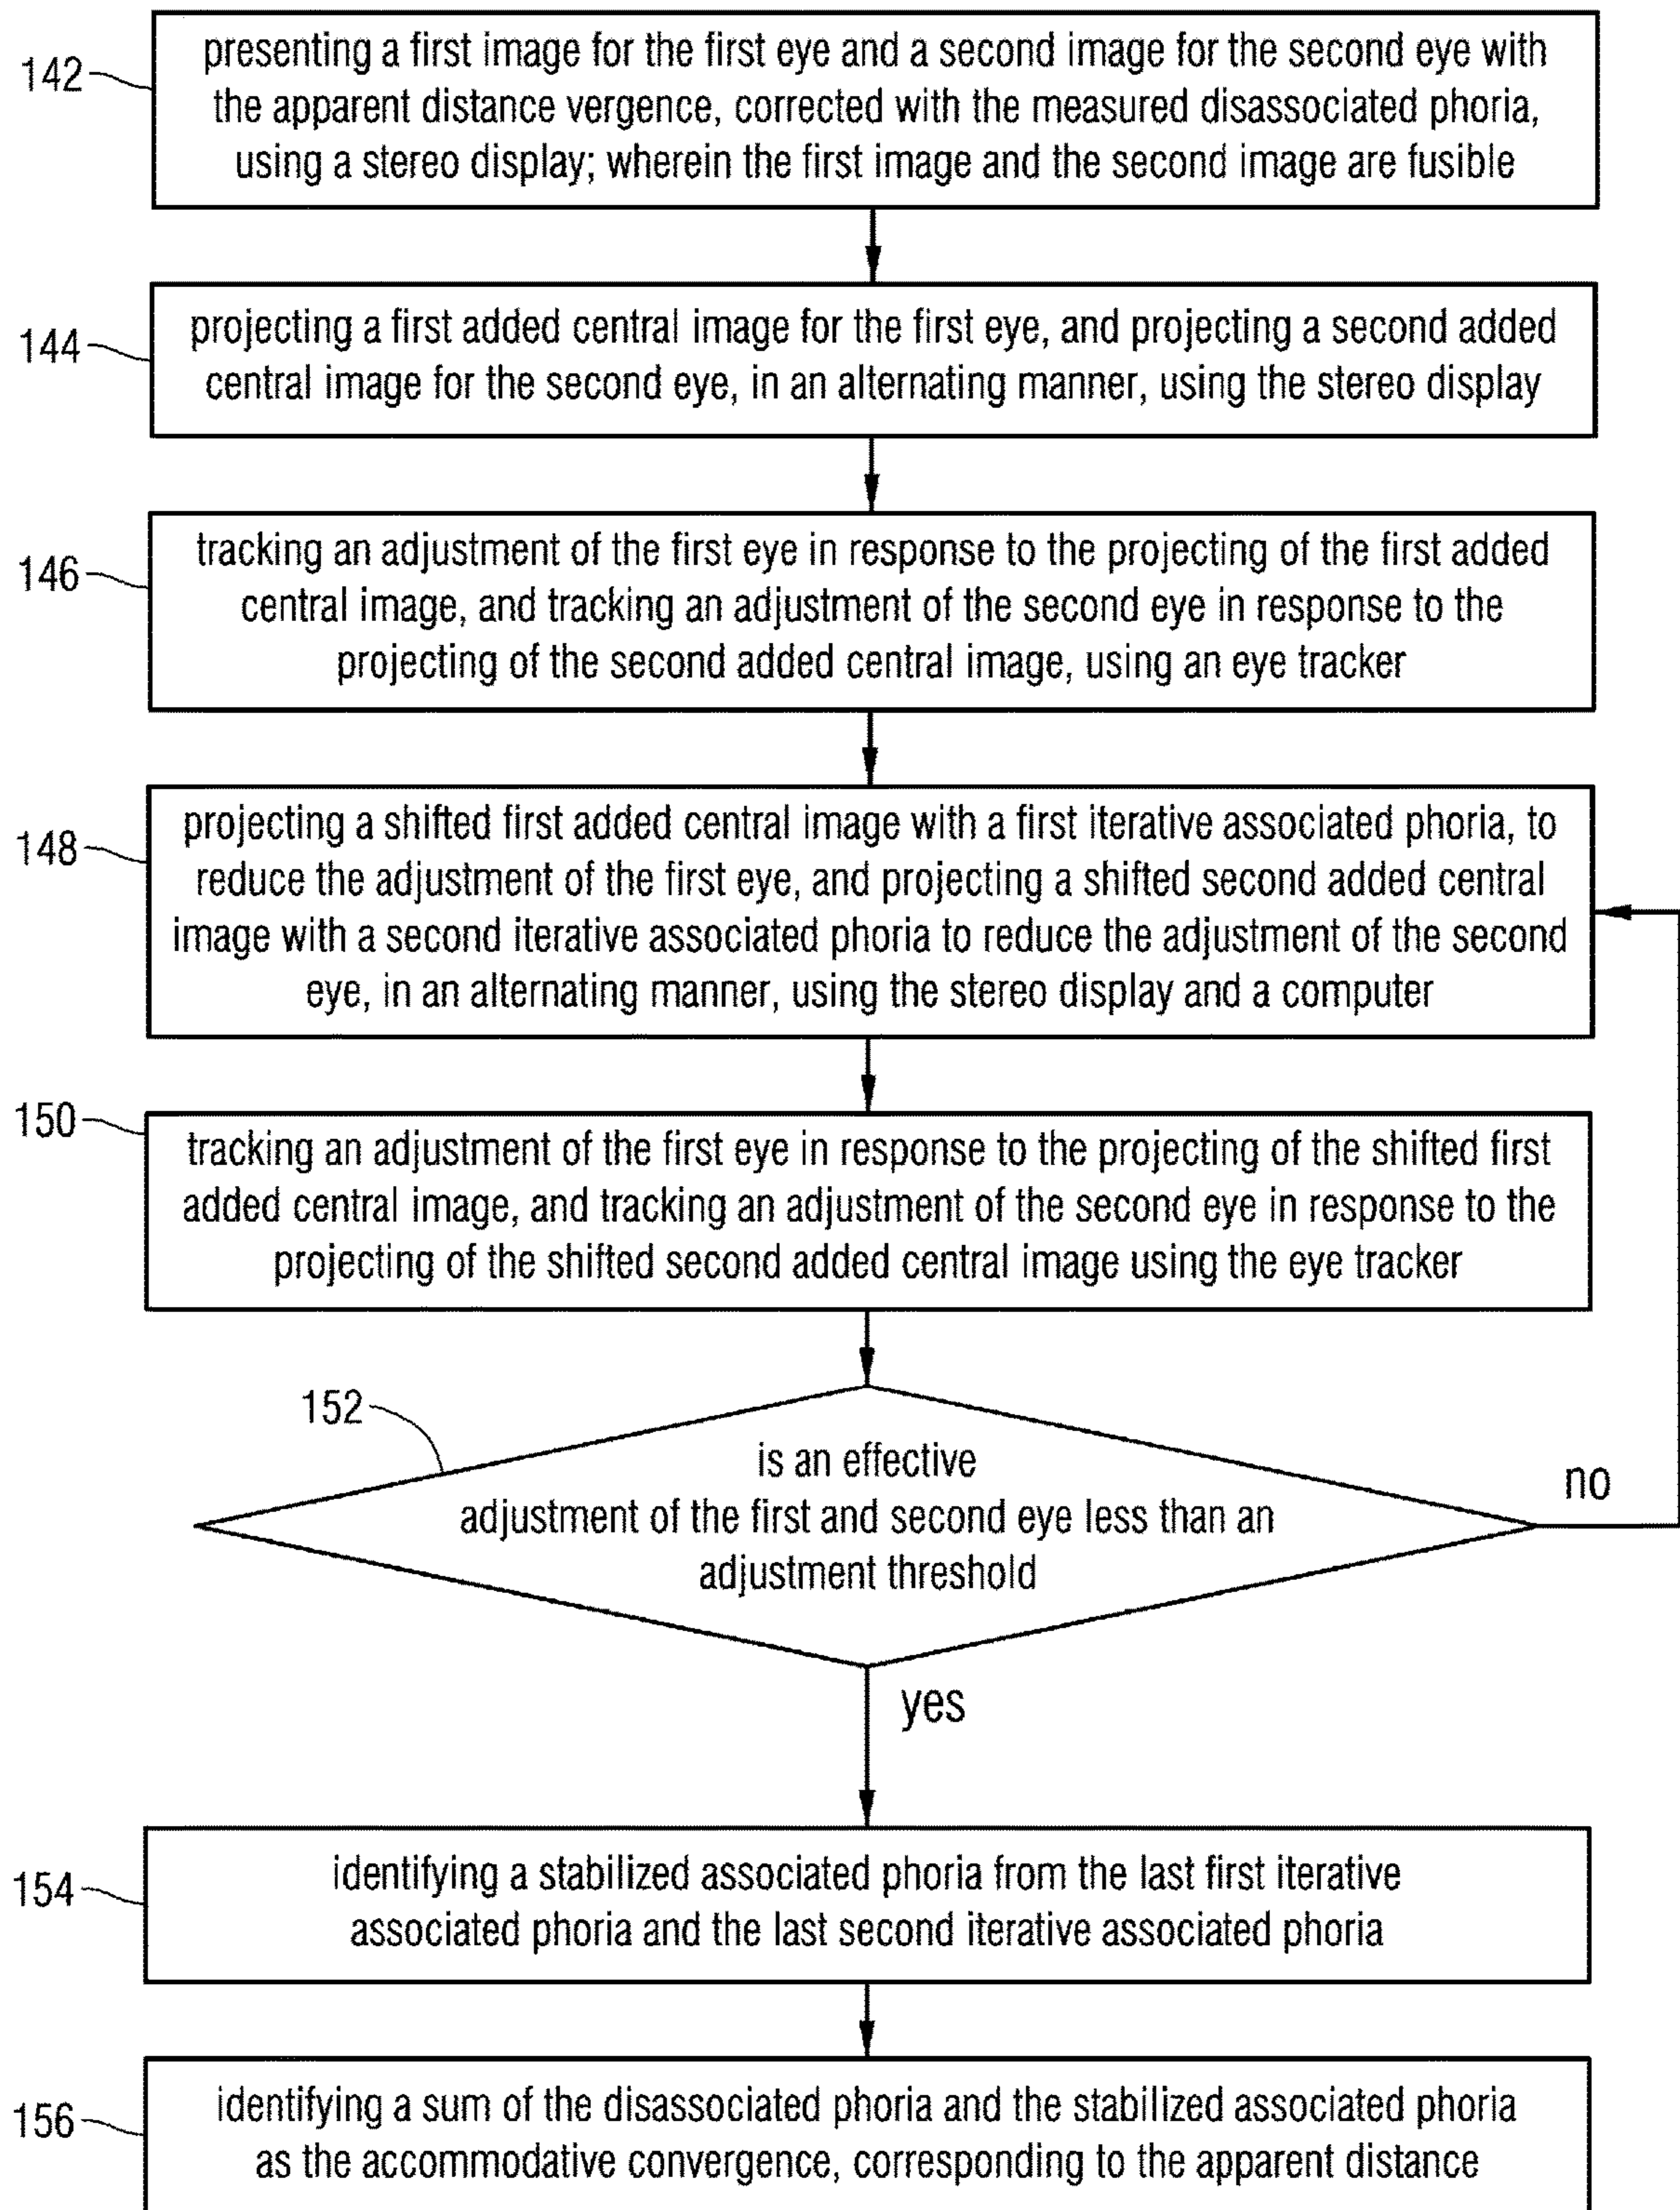 142
presenting a first image for the first eye and a second image for the second eye with
the apparent distance vergence, corrected with the measured disassociated phoria,
using a stereo display; wherein the first image and the second image are fusible
144
projecting a first added central image for the first eye, and projecting a second added
central image for the second eye, in an alternating manner, using the stereo display
146
tracking an adjustment of the first eye in response to the projecting of the first added
central image, and tracking an adjustment of the second eye in response to the
projecting of the second added central image, using an eye tracker
148
projecting a shifted first added central image with a first iterative associated phoria, to
reduce the adjustment of the first eye, and projecting a shifted second added central
image with a second iterative associated phoria to reduce the adjustment of the second
eye, in an alternating manner, using the stereo display and a computer
150
tracking an adjustment of the first eye in response to the projecting of the shifted first
added central image, and tracking an adjustment of the second eye in response to the
projecting of the shifted second added central image using the eye tracker
152
is an effective
adjustment of the first and second eye less than an
adjustment threshold
no
yes
154
identifying a stabilized associated phoria from the last first iterative
associated phoria and the last second iterative associated phoria
156
identifying a sum of the disassociated phoria and the stabilized associated phoria
as the accommodative convergence, corresponding to the apparent distance